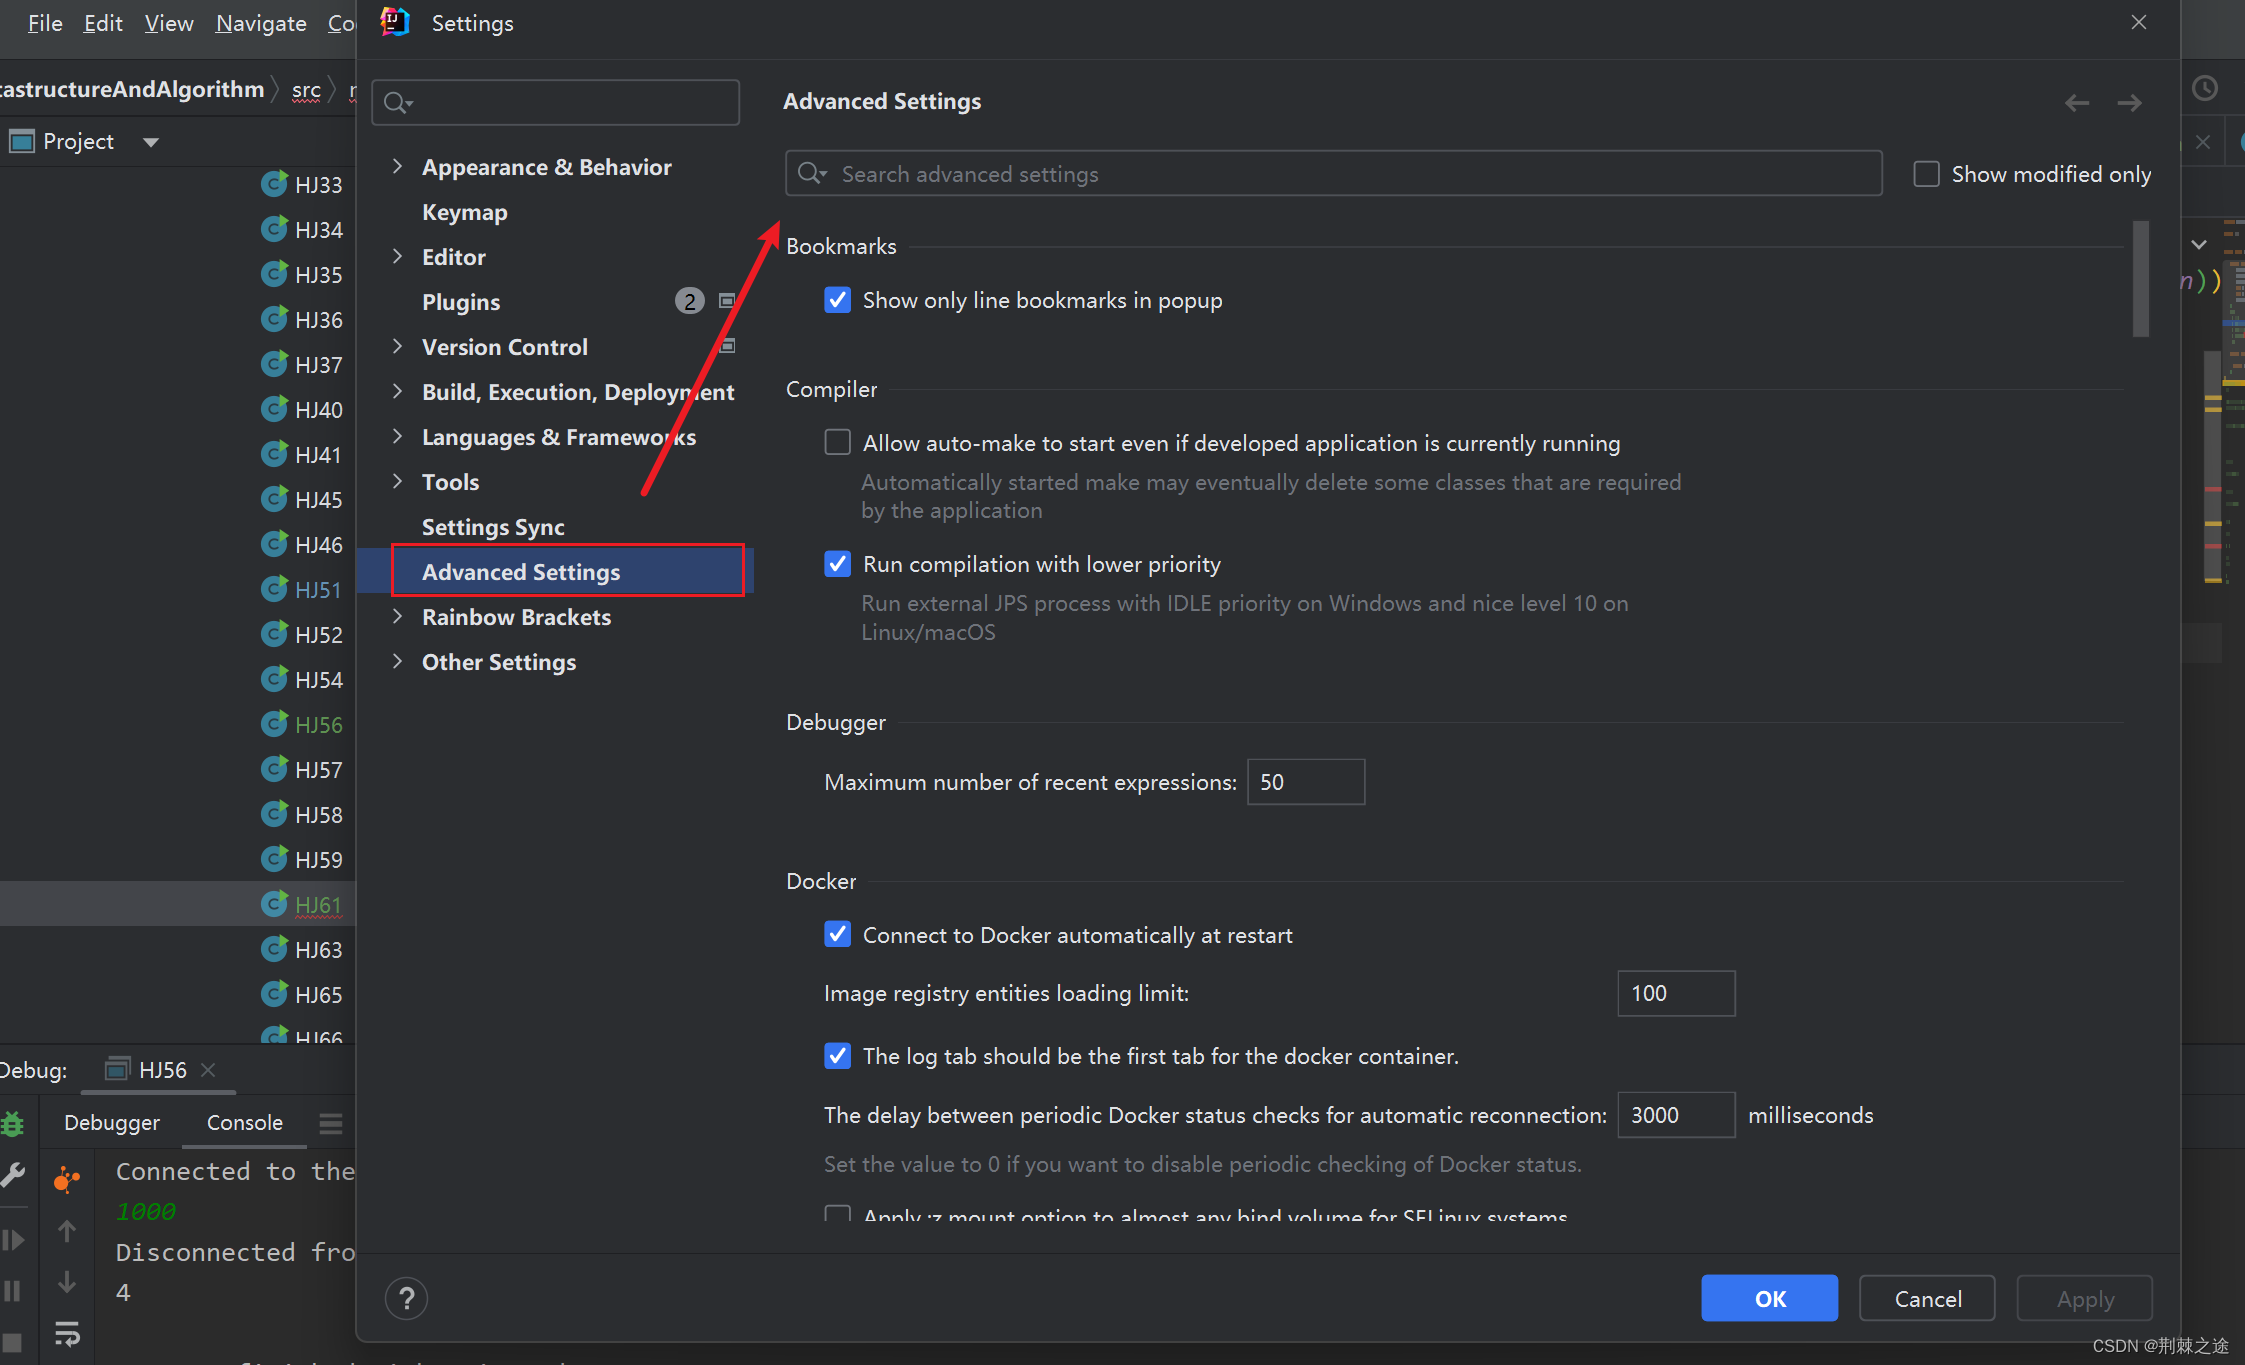 File Edit View Navigate Co
Settings
tastructureAndAlgorithm src
Project
HJ33
HJ34
HJ35
HJ36
HJ37
HJ40
HJ41
HJ45
HJ46
HJ51
HJ52
HJ54
HJ56
HJ57
HJ58
HJ59
HJ61
HJ63
HJ65
HJ66
Appearance & Behavior
Keymap
Editor
Plugins 2
Version Control
Build, Execution, Deployment
Languages & Frameworks
Tools
Settings Sync
Advanced Settings
Rainbow Brackets
Other Settings
Advanced Settings
Search advanced settings
Show modified only
Bookmarks
Show only line bookmarks in popup
Compiler
Allow auto-make to start even if developed application is currently running
Automatically started make may eventually delete some classes that are required
by the application
Run compilation with lower priority
Run external JPS process with IDLE priority on Windows and nice level 10 on
Linux/macOS
Debugger
Maximum number of recent expressions: 50
Docker
Connect to Docker automatically at restart
Image registry entities loading limit: 100
The log tab should be the first tab for the docker container.
The delay between periodic Docker status checks for automatic reconnection: 3000 milliseconds
Set the value to 0 if you want to disable periodic checking of Docker status.
Apply :z mount option to almost any bind volume for SELinux systems
n))
Debug: HJ56
Debugger Console
Connected to the
1000
Disconnected fro
4
?
OK Cancel Apply
CSDN @荆棘之途